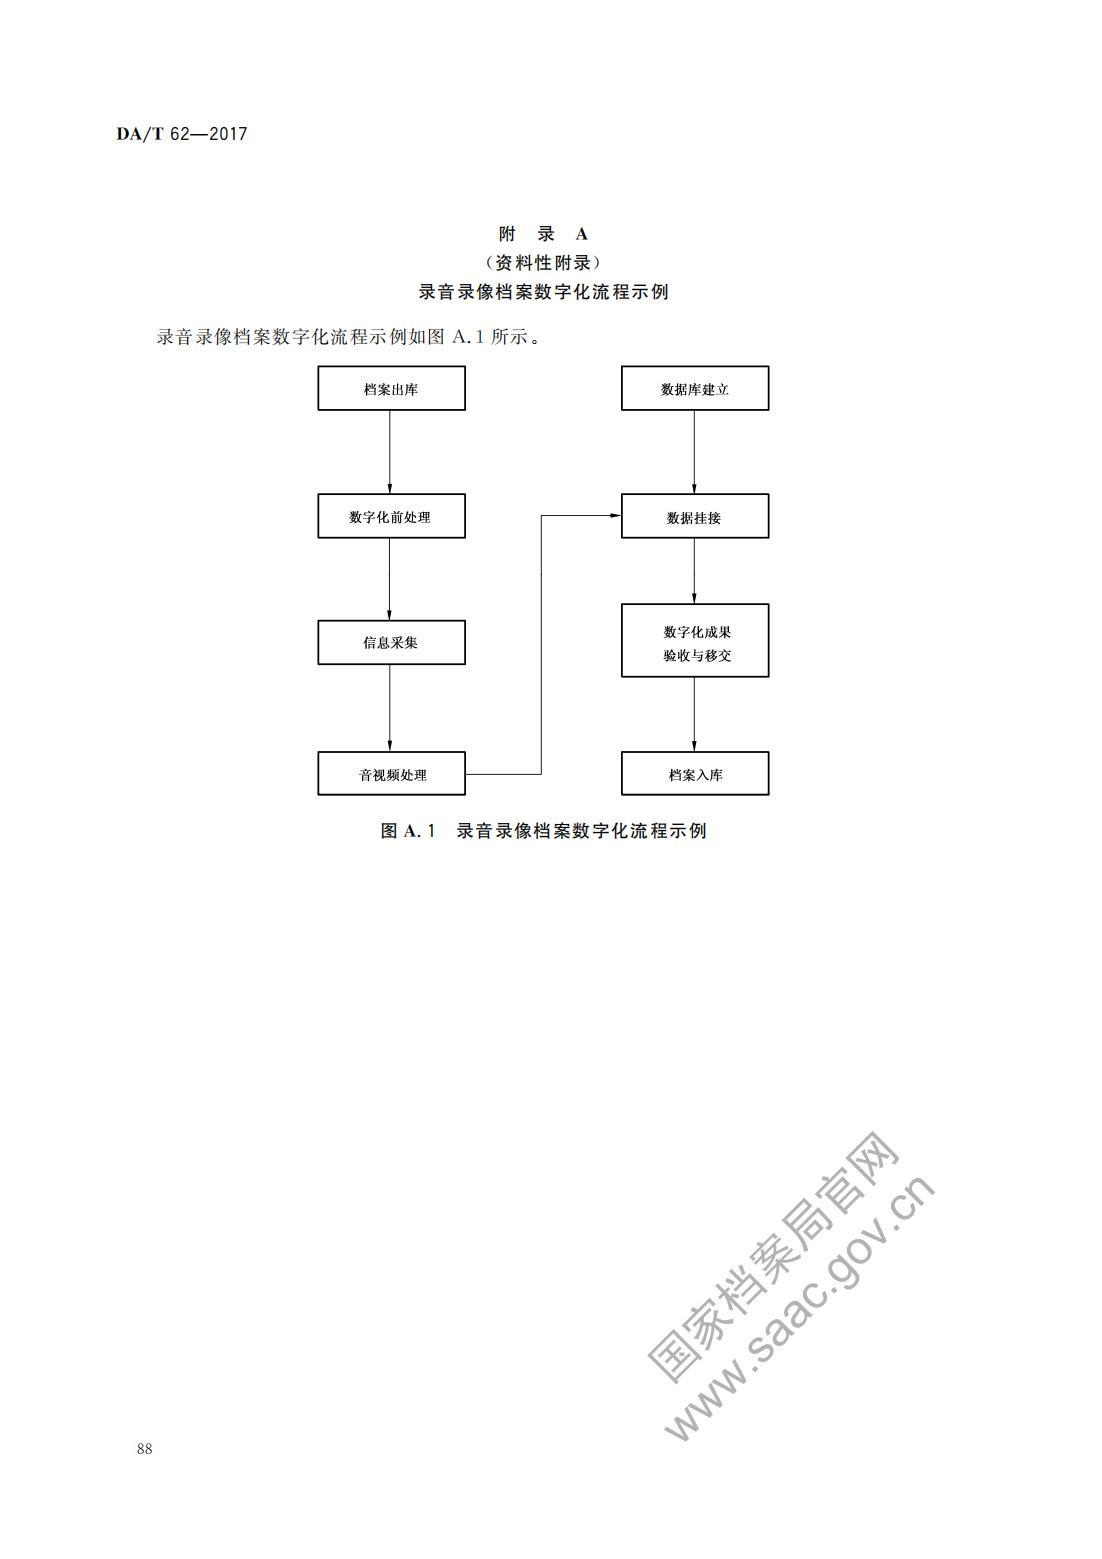 DA/T 62—2017
附 录 A
（资料性附录）
录音录像档案数字化流程示例
录音录像档案数字化流程示例如图 A.1 所示。
档案出库
数字化前处理
信息采集
音视频处理
数据库建立
数据挂接
数字化成果
验收与移交
档案入库
图 A.1 录音录像档案数字化流程示例
国家档案局官网
www.saac.gov.cn
88